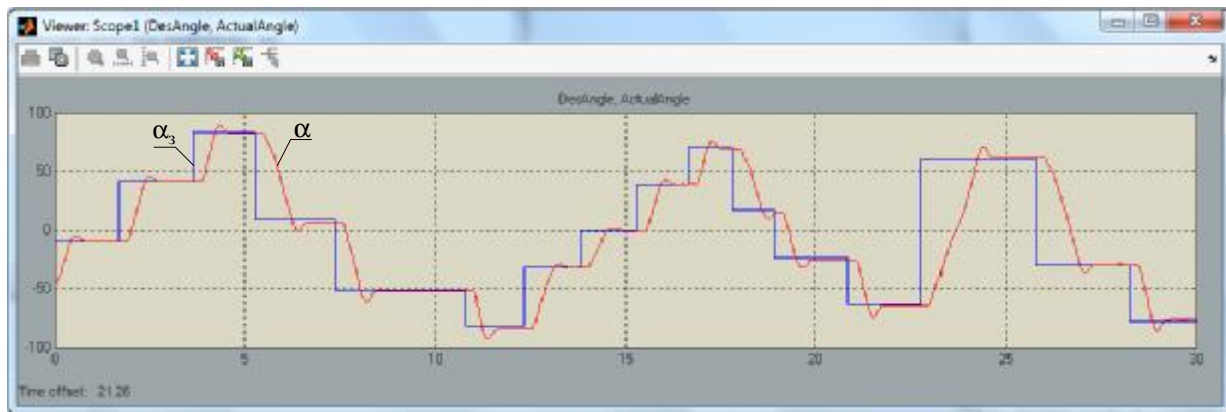 Viewer: Scope1 (DesAngle, ActualAngle)
DesAngle, ActualAngle
α₃
α
100
50
0
-50
-100
0
5
10
15
20
25
30
Time offset: 21.26